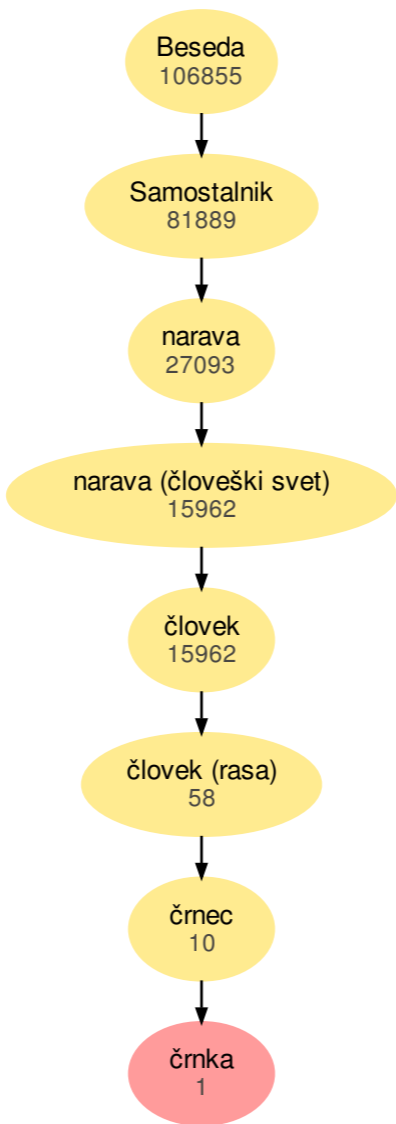 Beseda
106855
Samostalnik
81889
narava
27093
narava (človeški svet)
15962
človek
15962
človek (rasa)
58
črnec
10
črnka
1